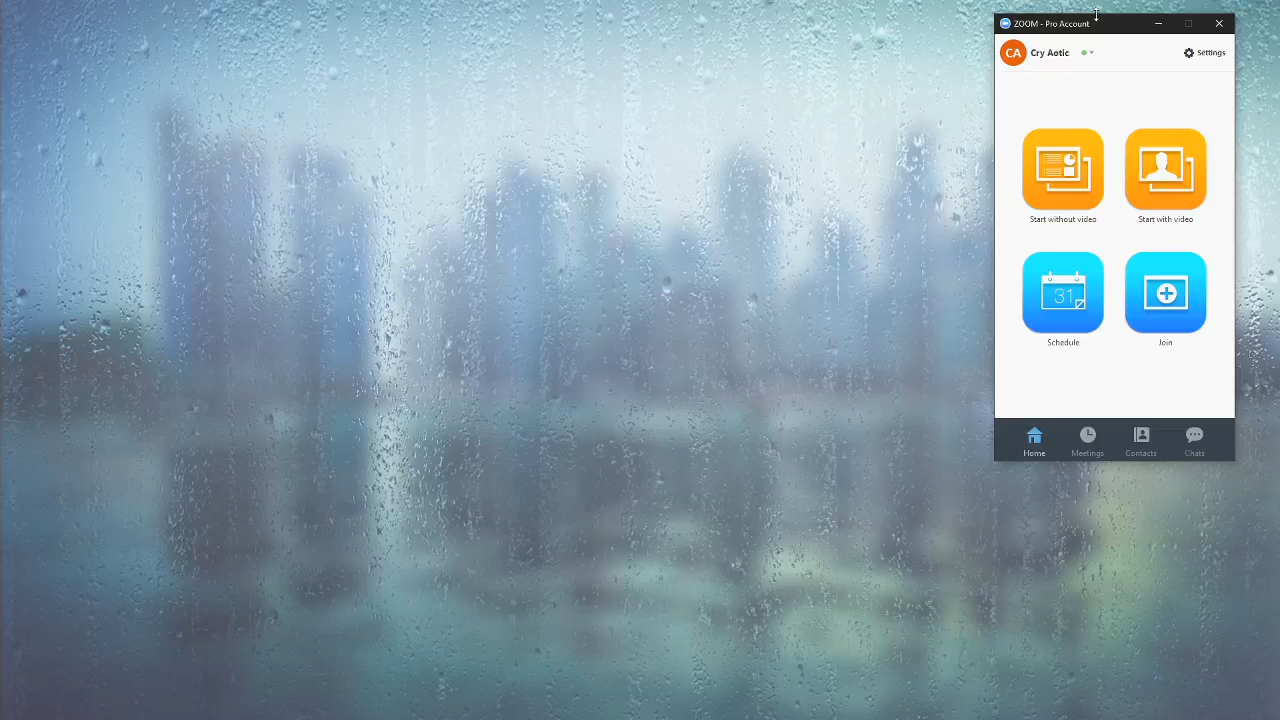 ZOOM - Pro Account
CA
Cry Aotic
Settings
Start without video
Start with video
31
Schedule
Join
Home
Meetings
Contacts
Chats